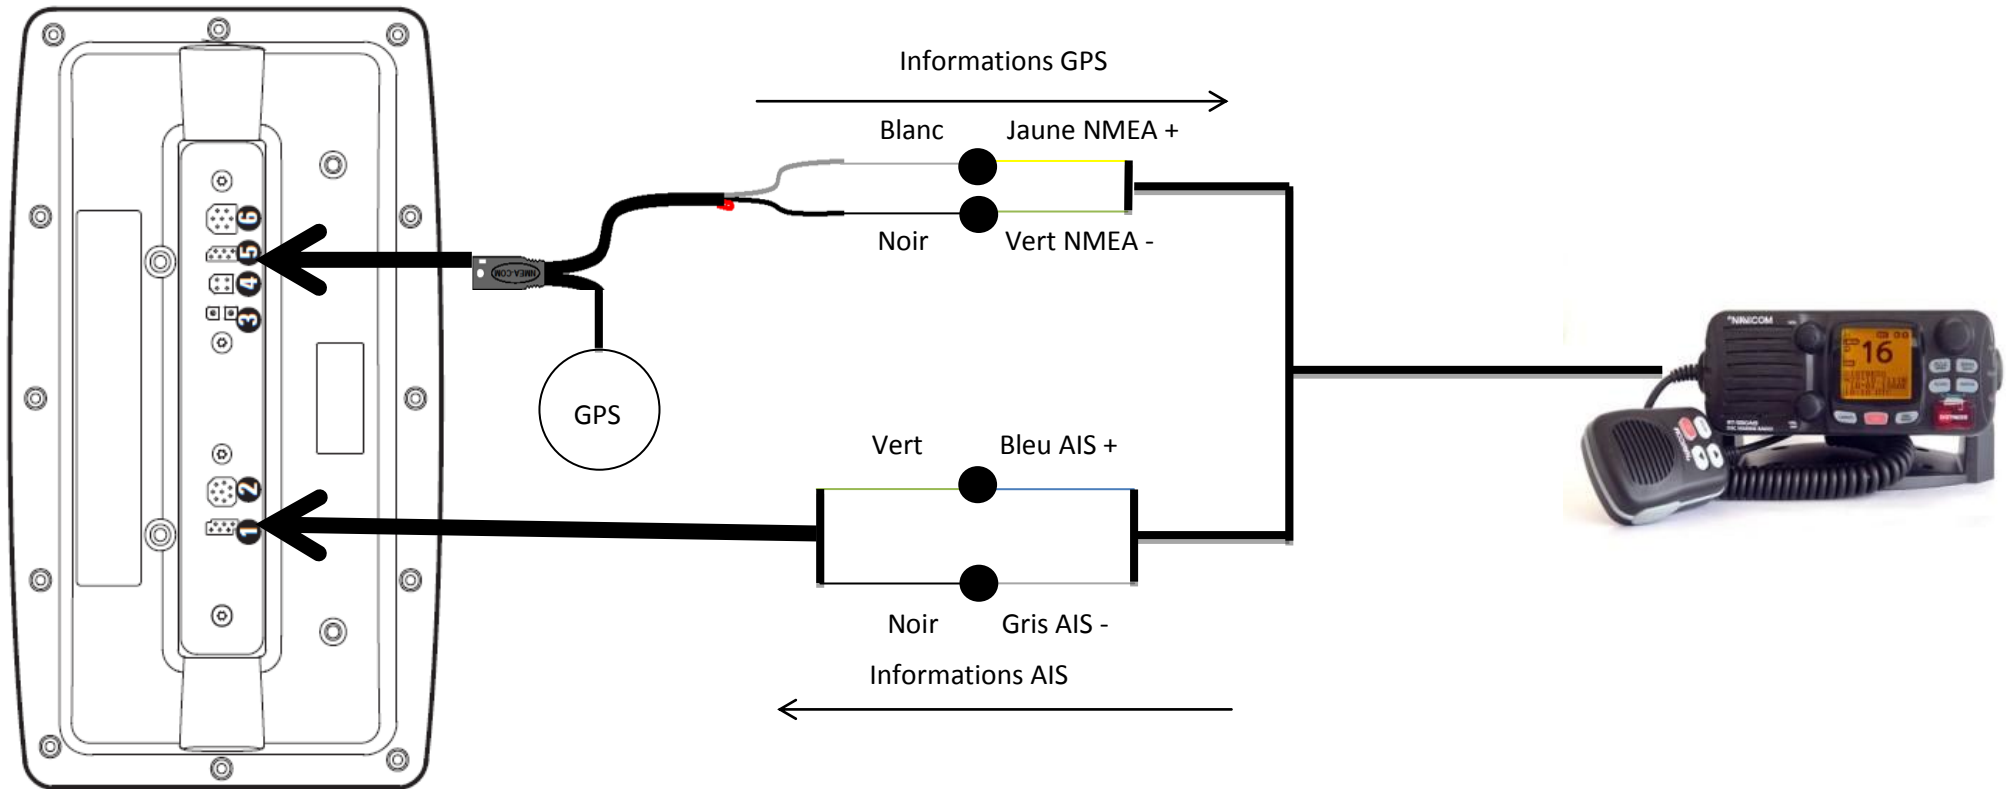 Informations GPS
Blanc
Jaune NMEA +
Noir
Vert NMEA -
6
5
4
3
NMEA-COM
GPS
NAVICOM
16
Vert
Bleu AIS +
2
1
Noir
Gris AIS -
Informations AIS